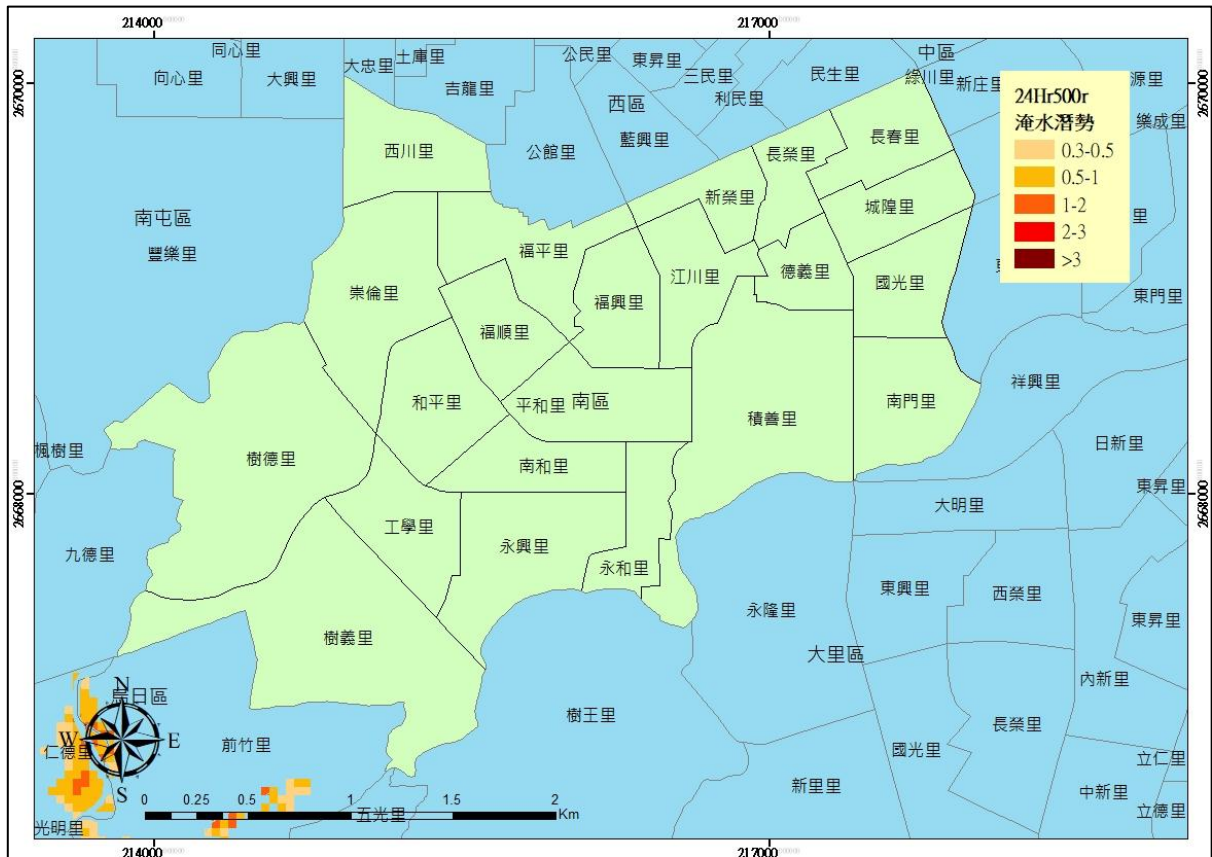 214000
217000
2670000
2670000
同心里
向心里
大興里
大忠里
土庫里
吉龍里
公民里
東昇里
三民里
民生里
中區
綠川里
新庄里
源里
西區
利民里
樂成里
公館里
藍興里
西川里
長榮里
長春里
南屯區
豐樂里
新榮里
城隍里
里
福平里
崇倫里
福興里
江川里
德義里
國光里
東門里
福順里
祥興里
和平里
平和里
南區
積善里
南門里
樹德里
南和里
楓樹里
日新里
東昇里
2668000
2668000
大明里
工學里
永興里
永和里
九德里
東興里
西榮里
樹義里
永隆里
大里區
東昇里
內新里
烏日區
仁德里
前竹里
樹王里
長榮里
國光里
立仁里
新里里
中新里
立德里
光明里
五光里
24Hr500r
淹水潛勢
0.3-0.5
0.5-1
1-2
2-3
>3
N
W
E
S
0 0.25 0.5 1 1.5 2
Km
214000
217000